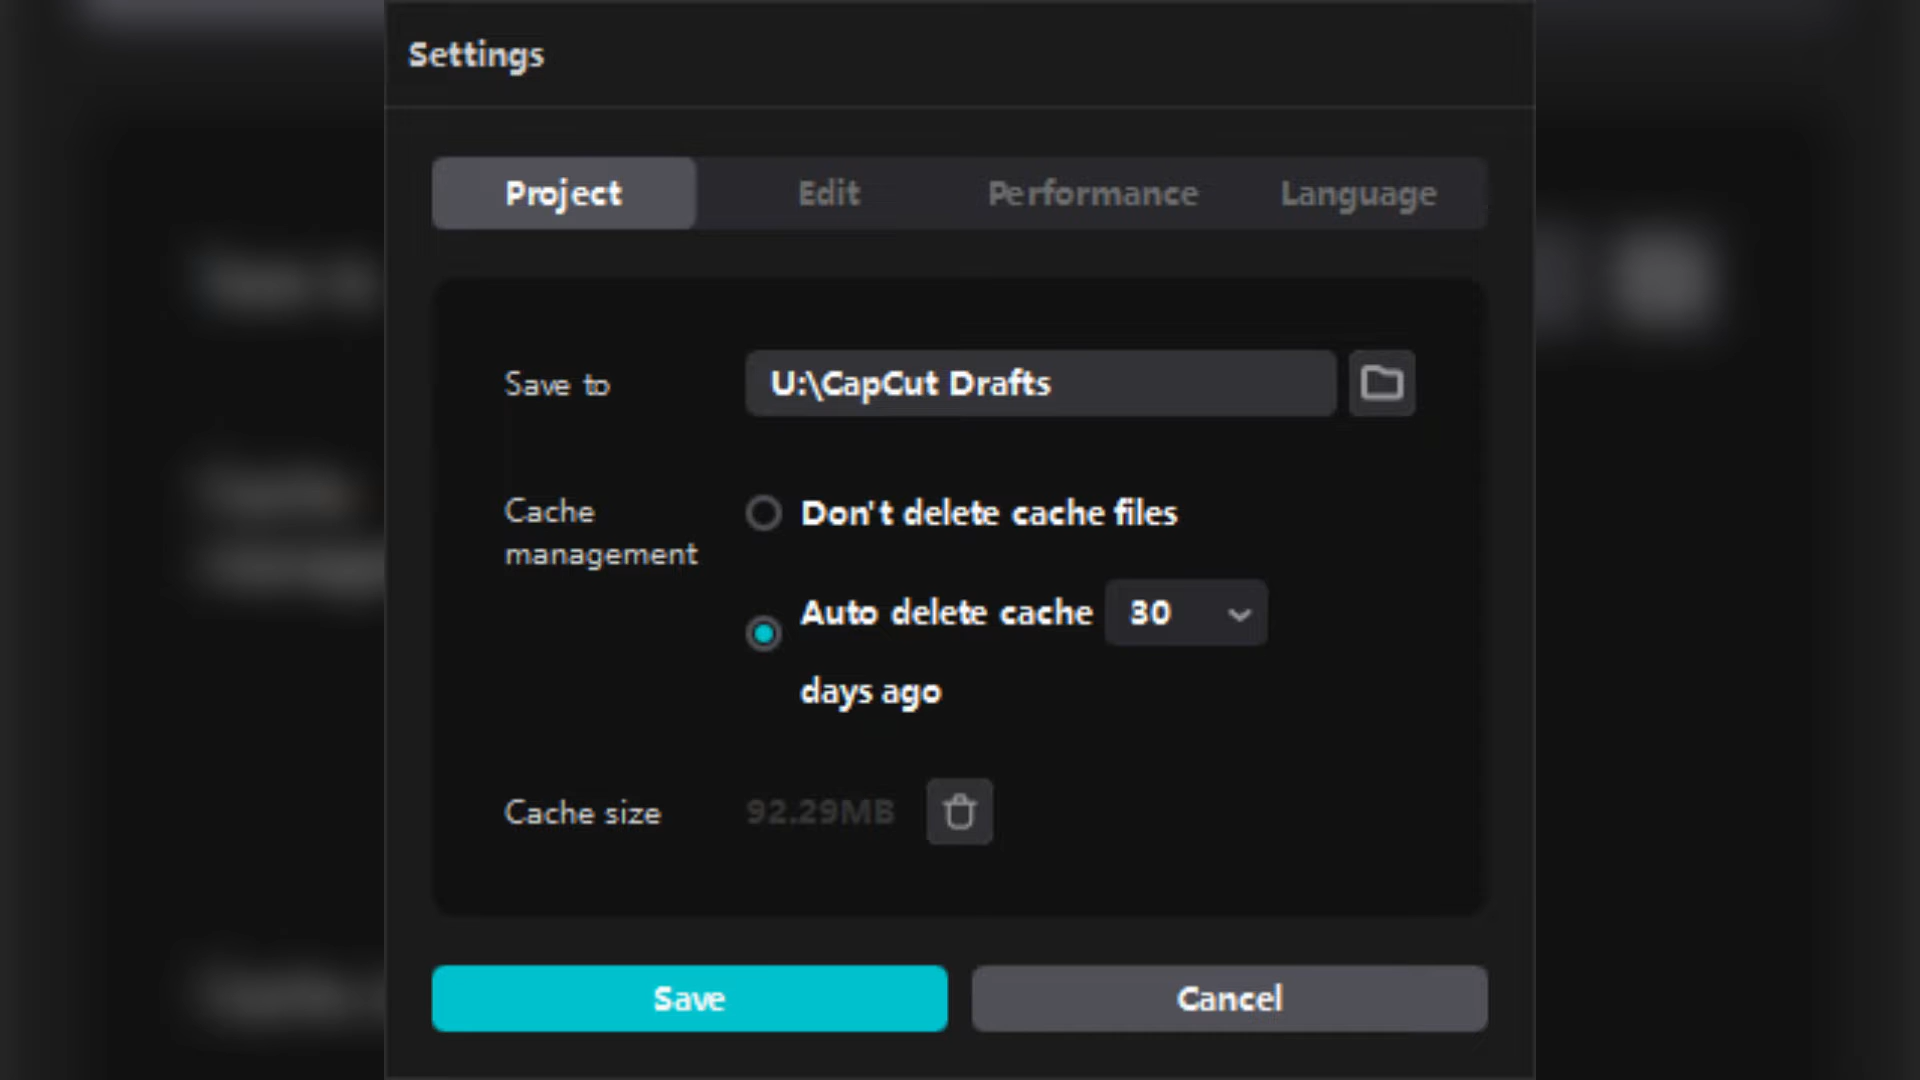 Settings
Project Edit Performance Language
Save to U:\CapCut Drafts
Cache management
Don't delete cache files
Auto delete cache 30
days ago
Cache size 92.29MB
Save Cancel